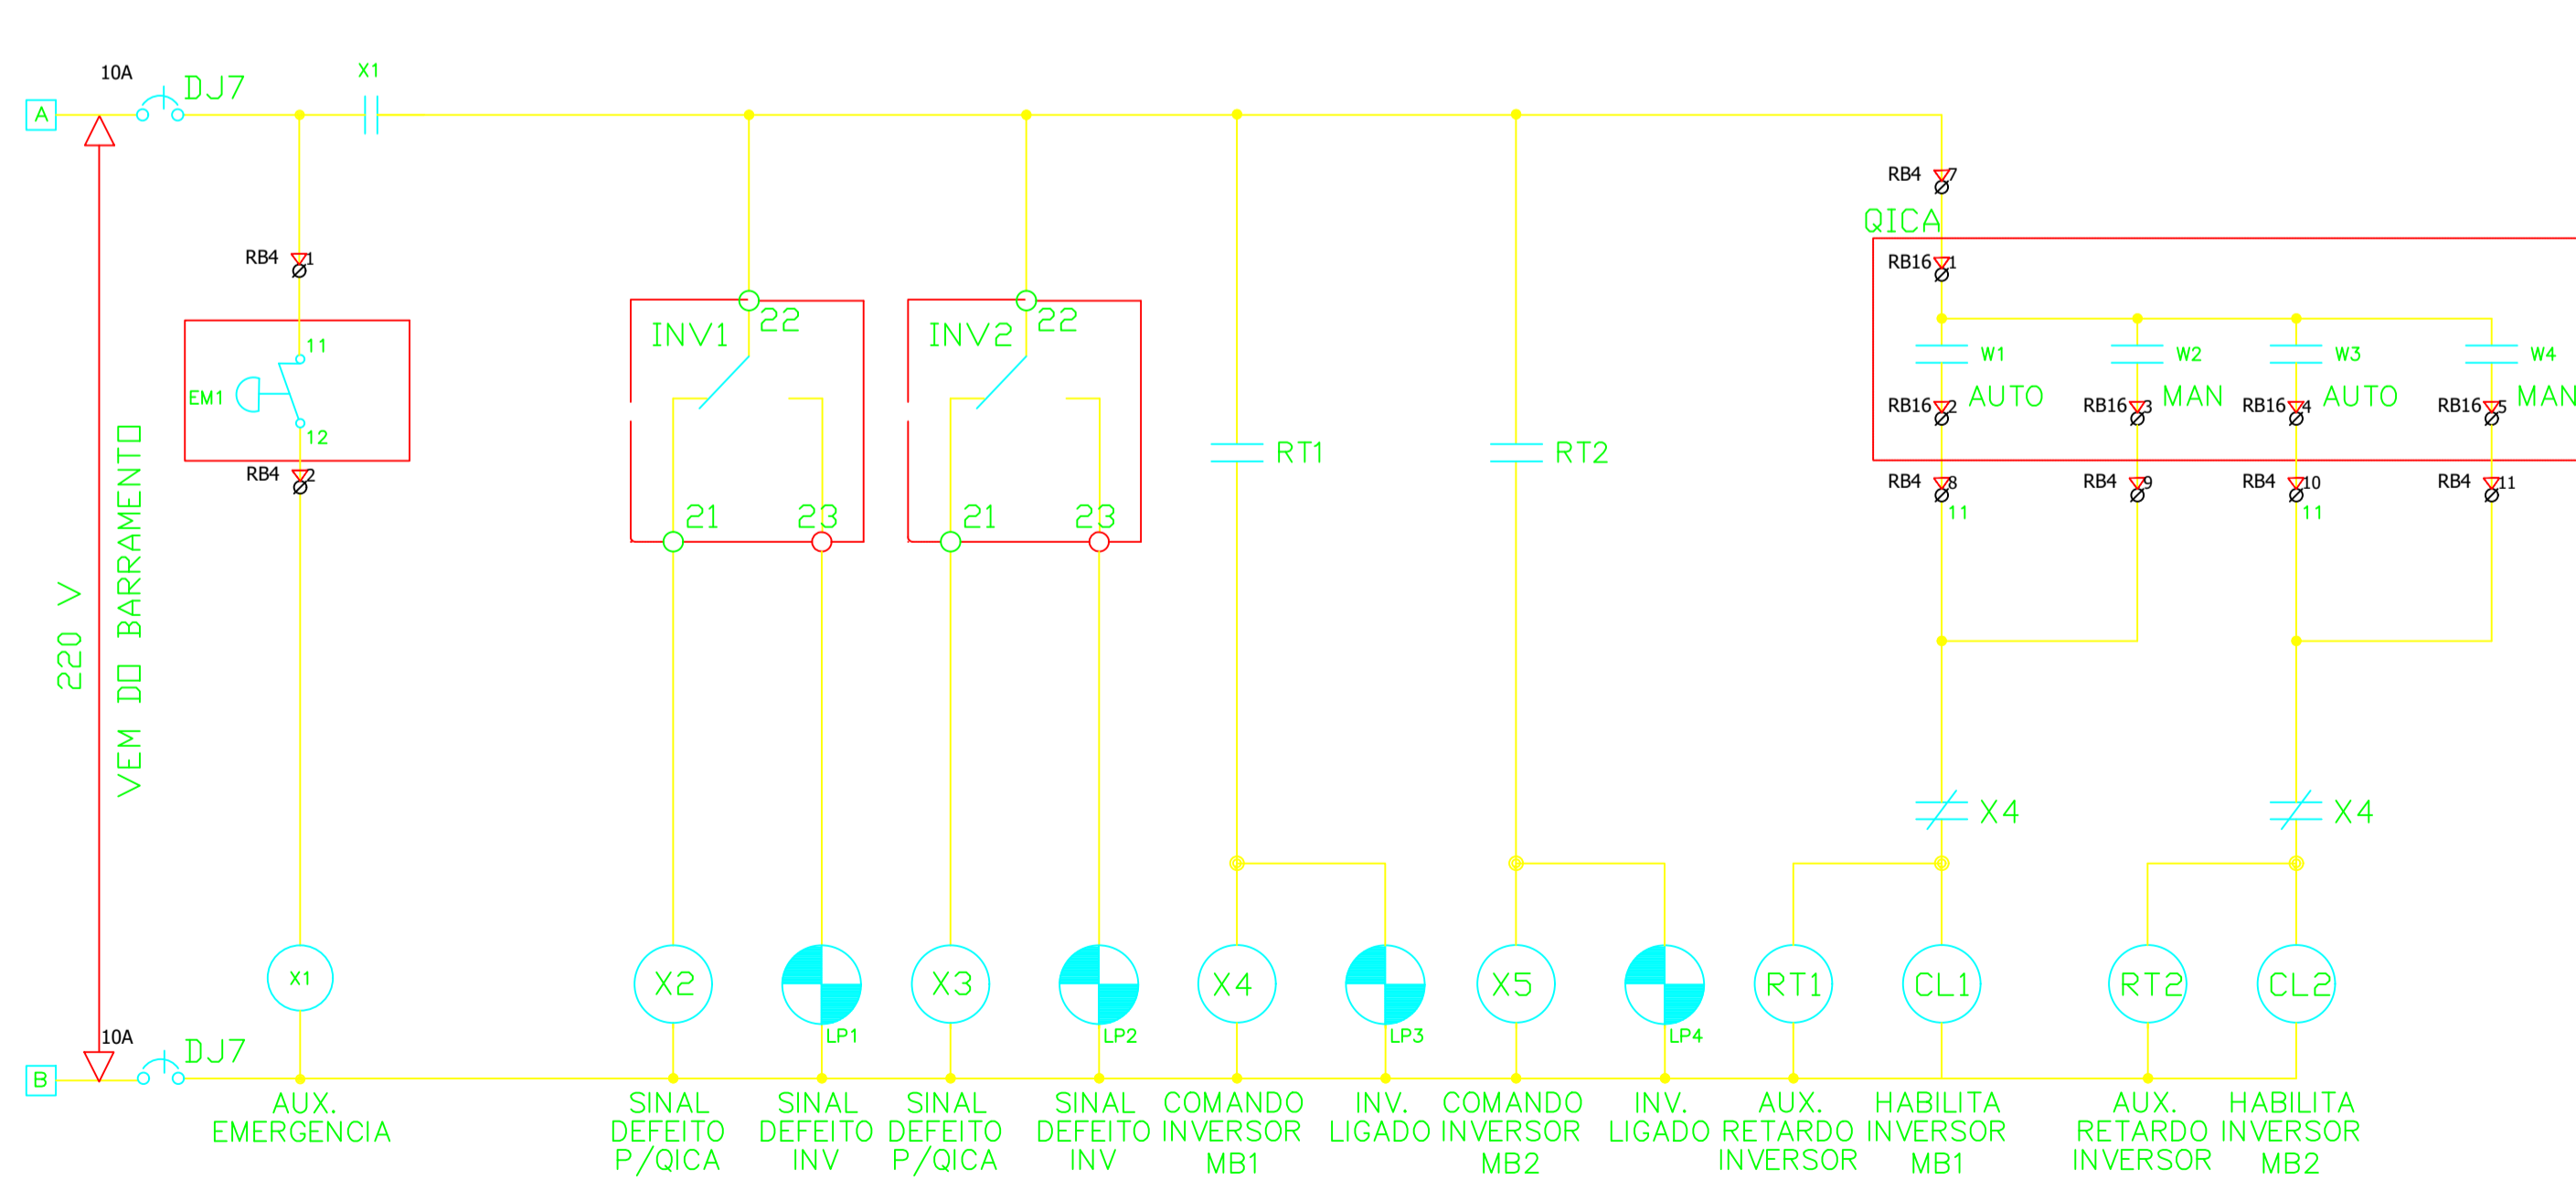 10A
DJ7
X1
A
RB4 7
QICA
RB4 1
RB16 1
INV1
22
INV2
22
11
EM1
12
W1
W2
W3
W4
AUTO
MAN
AUTO
MAN
RB16 2
RB16 3
RB16 4
RB16 5
RT1
RT2
RB4 2
RB4 8
RB4 9
RB4 10
RB4 11
11
11
21
23
21
23
220 V
VEM DO BARRAMENTO
X4
X4
X1
X2
X3
X4
X5
RT1
CL1
RT2
CL2
LP1
LP2
LP3
LP4
10A
DJ7
B
AUX.
EMERGENCIA
SINAL
DEFEITO
P/QICA
SINAL
DEFEITO
INV
SINAL
DEFEITO
P/QICA
SINAL
DEFEITO
INV
COMANDO
INVERSOR
MB1
INV.
LIGADO
COMANDO
INVERSOR
MB2
INV.
LIGADO
AUX.
RETARDO
INVERSOR
HABILITA
INVERSOR
MB1
AUX.
RETARDO
INVERSOR
HABILITA
INVERSOR
MB2